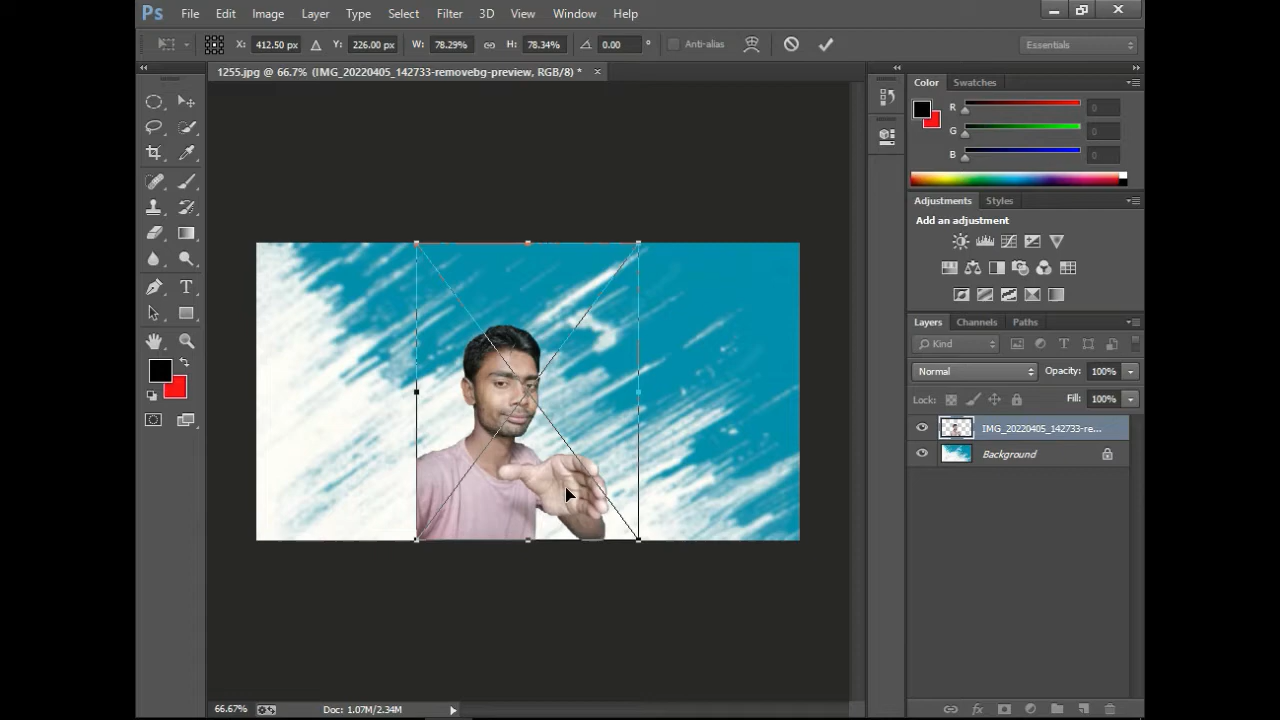 Ps File Edit Image Layer Type Select Filter 3D View Window Help
X: 412.50 px Y: 226.00 px W: 78.29% H: 78.34% 0.00 ° Anti-alias Essentials
1255.jpg @ 66.7% (IMG_20220405_142733-removebg-preview, RGB/8) * ×
Color Swatches
R 0
G 0
B 0
Adjustments Styles
Add an adjustment
Layers Channels Paths
Kind
Normal Opacity: 100%
Lock: Fill: 100%
IMG_20220405_142733-re...
Background
66.67% Doc: 1.07M/2.34M